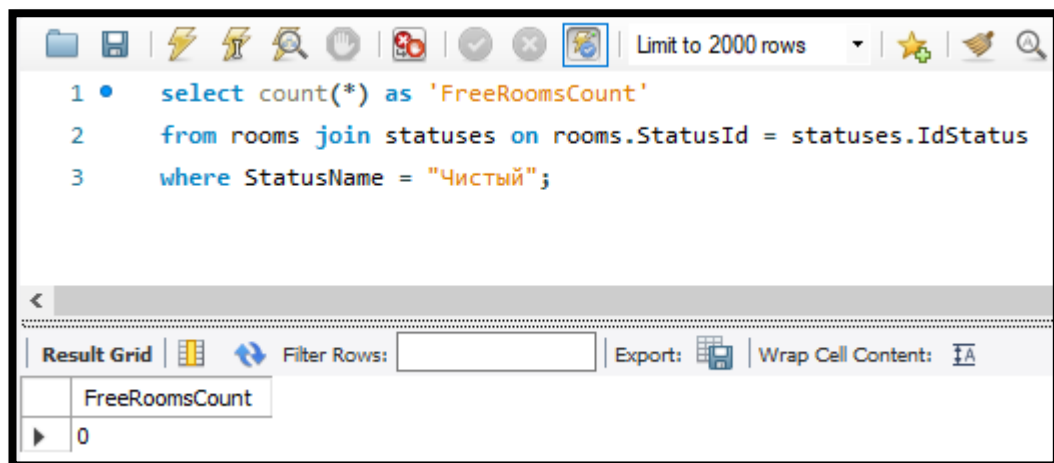 Limit to 2000 rows
1 select count(*) as 'FreeRoomsCount'
2 from rooms join statuses on rooms.StatusId = statuses.IdStatus
3 where StatusName = "Чистый";
Result Grid Filter Rows: Export: Wrap Cell Content:
FreeRoomsCount
0